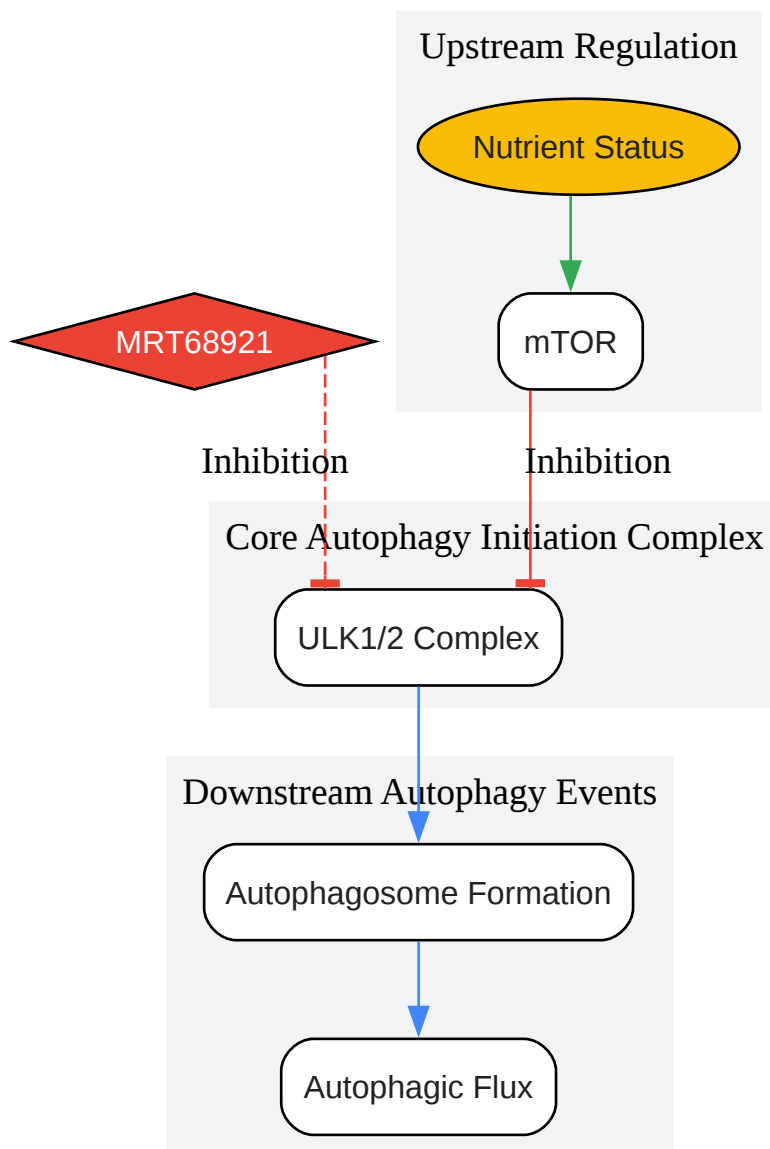 Upstream Regulation
Nutrient Status
MRT68921
mTOR
Inhibition
Inhibition
Core Autophagy Initiation Complex
ULK1/2 Complex
Downstream Autophagy Events
Autophagosome Formation
Autophagic Flux